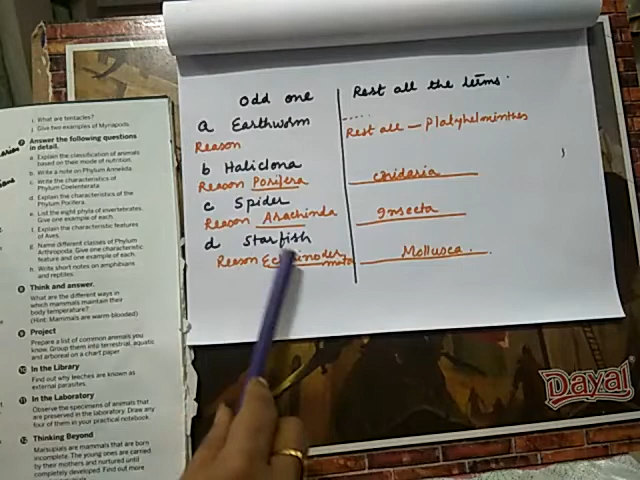 i. What are tentacles?
j. Give two examples of Myriapods.
7 Answer the following questions
in detail.
a. Explain the classification of animals
based on their mode of nutrition.
b. Write a note on Phylum Annelida.
c. Write the characteristics of
Phylum Coelenterata.
d. Explain the characteristics of the
Phylum Porifera.
e. List the eight phyla of invertebrates.
Give one example of each.
f. Explain the characteristic features
of Aves.
g. Name different classes of Phylum
Arthropoda. Give one characteristic
feature and one example of each.
h. Write short notes on amphibians
and reptiles.
8 Think and answer.
What are the different ways in
which mammals maintain their
body temperature?
(Hint: Mammals are warm-blooded)
9 Project
Prepare a list of common animals you
know. Group them into terrestrial, aquatic
and arboreal on a chart paper
10 In the Library
Find out why leeches are known as
external parasites.
11 In the Laboratory
Observe the specimens of animals that
are preserved in the laboratory. Draw any
four of them in your practical notebook.
12 Thinking Beyond
Marsupials are mammals that are born
incomplete. The young ones are carried
by their mothers and nurtured until
completely developed. Find out more
Odd one
a Earthworm
Reason
b Haliclona
Reason Porifera
c Spider
Reason Arachinda
d Starfish
Reason
Rest all the terms.
Rest all - Platyhelminthes
cnidaria
Insecta
Mollusca.
Dayal